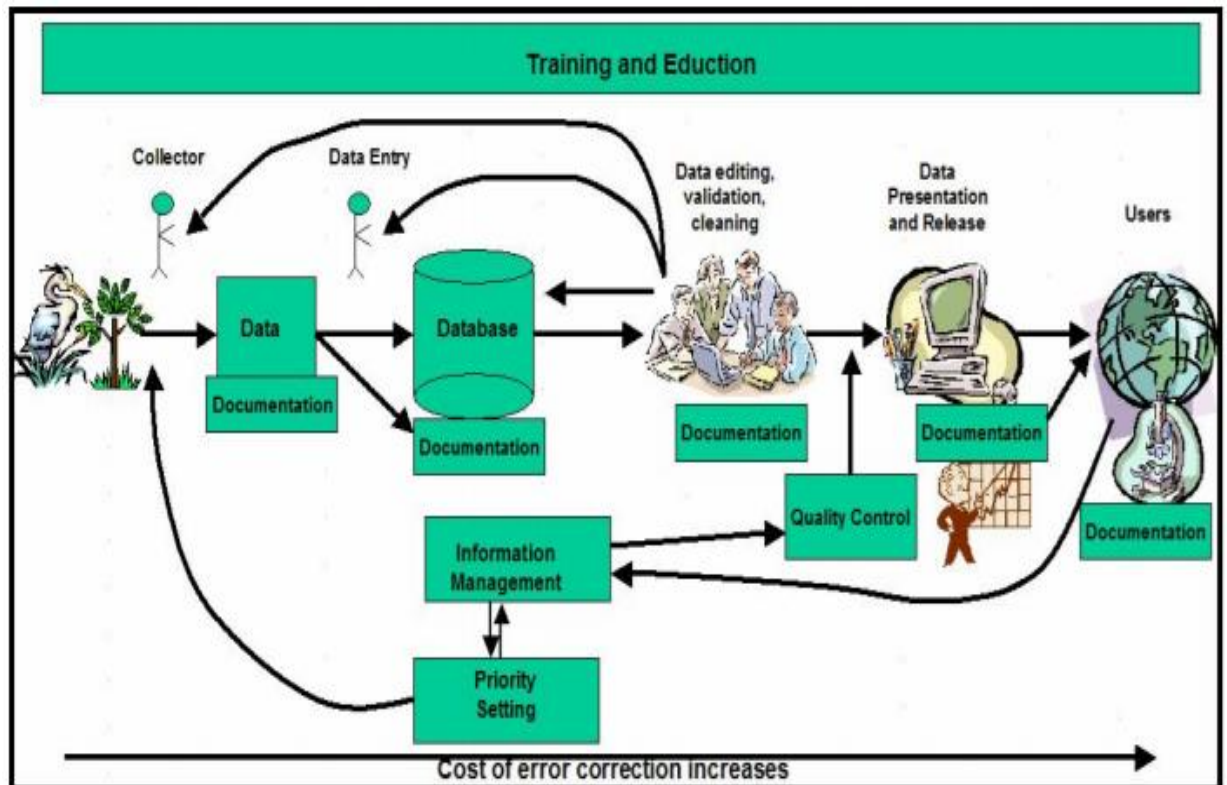 Training and Eduction
Collector
Data Entry
Data editing,
validation,
cleaning
Data
Presentation
and Release
Users
Data
Database
Documentation
Documentation
Documentation
Documentation
Quality Control
Documentation
Information
Management
Priority
Setting
Cost of error correction increases